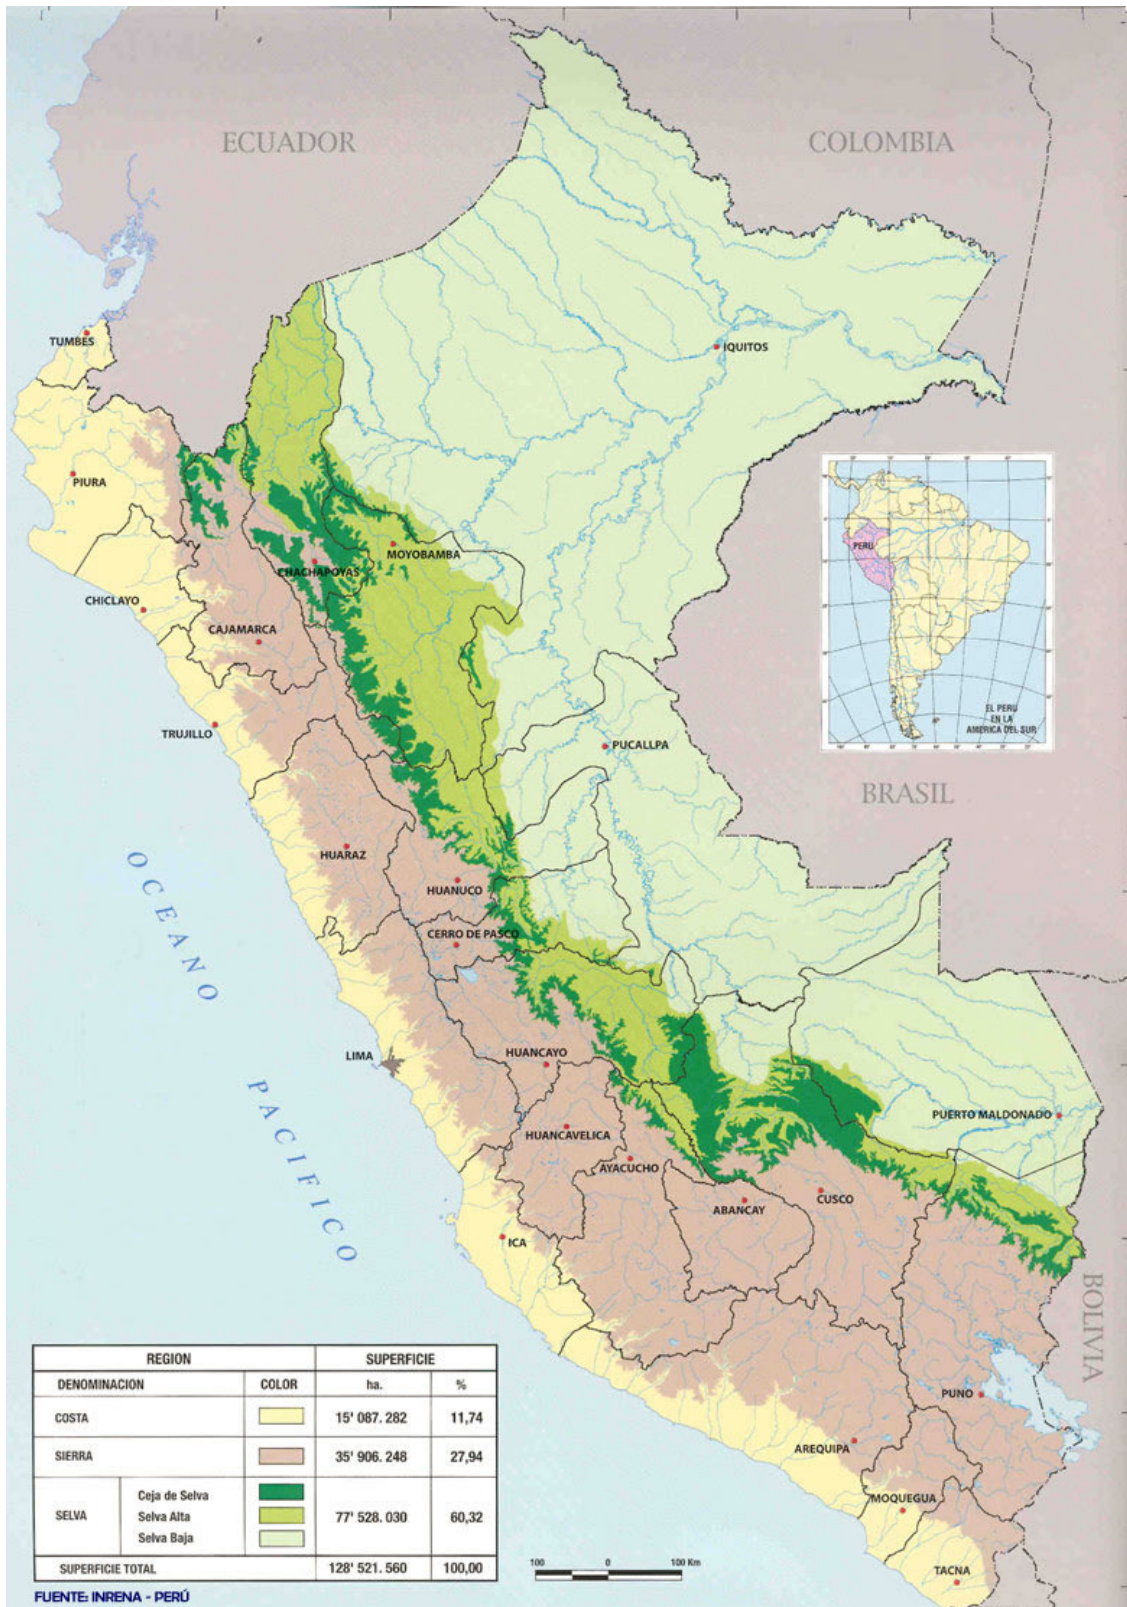 ECUADOR
COLOMBIA
TUMBES
IQUITOS
PIURA
MOYOBAMBA
CHACHAPOYAS
CHICLAYO
CAJAMARCA
PERU
EL PERU
EN LA
AMERICA DEL SUR
TRUJILLO
PUCALLPA
BRASIL
HUARAZ
HUANUCO
CERRO DE PASCO
OCEANO
PACIFICO
LIMA
HUANCAYO
PUERTO MALDONADO
HUANCAVELICA
AYACUCHO
ABANCAY
CUSCO
ICA
BOLIVIA
PUNO
AREQUIPA
MOQUEGUA
TACNA
REGION SUPERFICIE
DENOMINACION COLOR ha. %
COSTA 15' 087. 282 11,74
SIERRA 35' 906. 248 27,94
Ceja de Selva
SELVA Selva Alta 77' 528. 030 60,32
Selva Baja
SUPERFICIE TOTAL 128' 521. 560 100,00
100 0 100 Km
FUENTE: INRENA - PERÚ